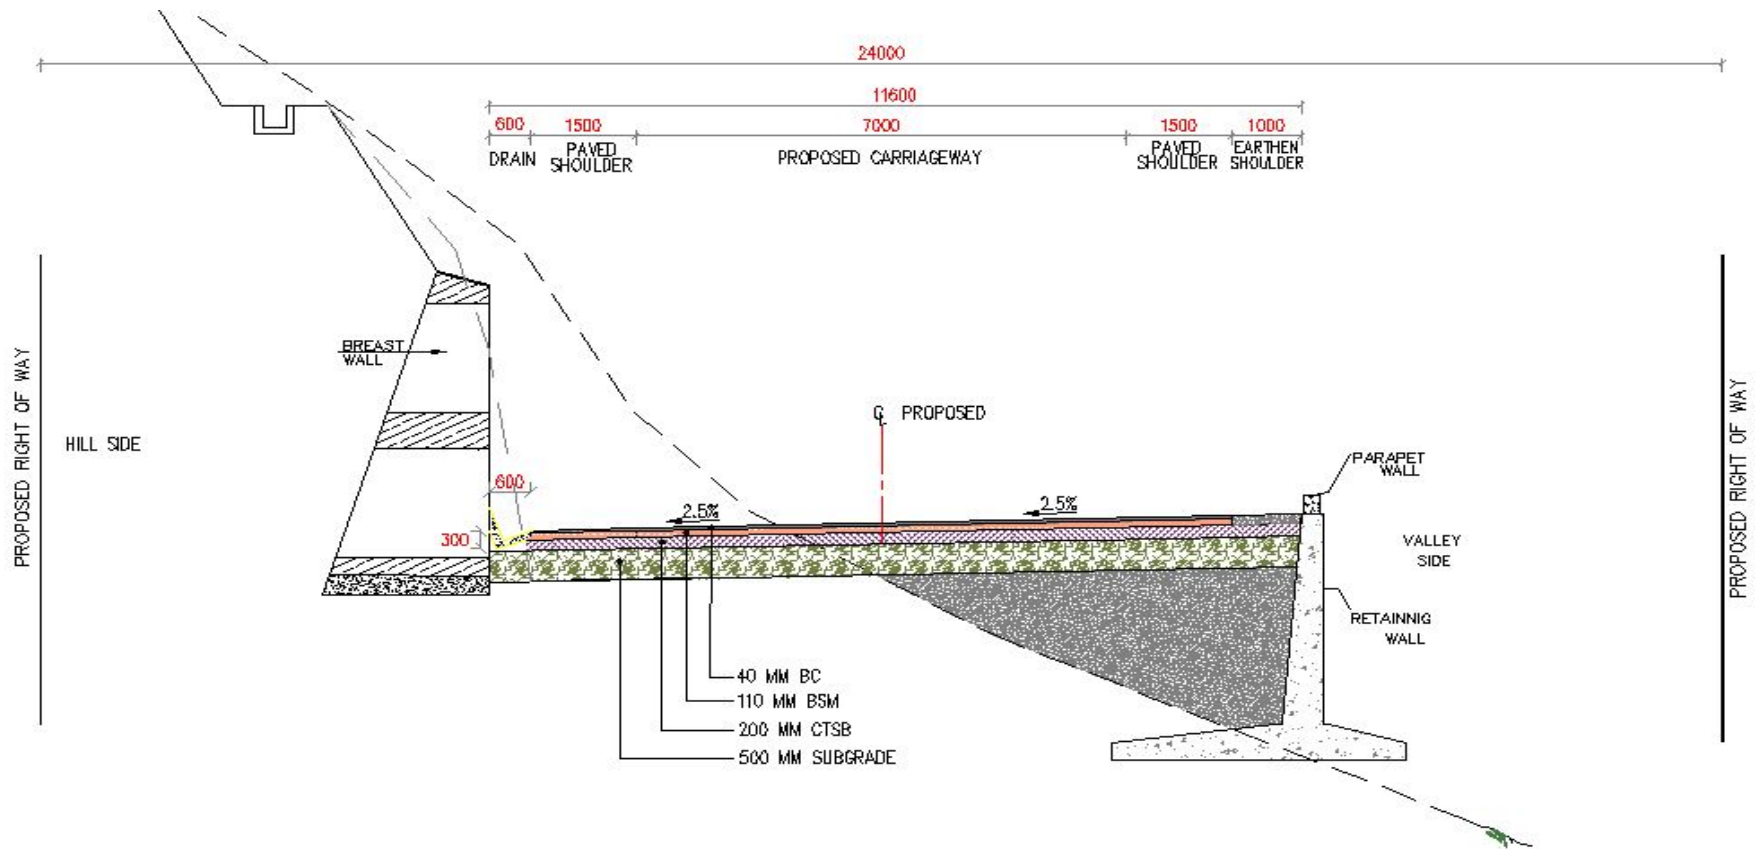 24000
11600
600 1500 7000 1500 1000
DRAIN
PAVED
SHOULDER
PROPOSED CARRIAGEWAY
PAVED
SHOULDER
EARTHEN
SHOULDER
BREAST
WALL
PROPOSED RIGHT OF WAY
HILL SIDE
℄ PROPOSED
600
300
2.5%
2.5%
PARAPET
WALL
VALLEY
SIDE
PROPOSED RIGHT OF WAY
RETAINNIG
WALL
40 MM BC
110 MM BSM
200 MM CTSB
500 MM SUBGRADE